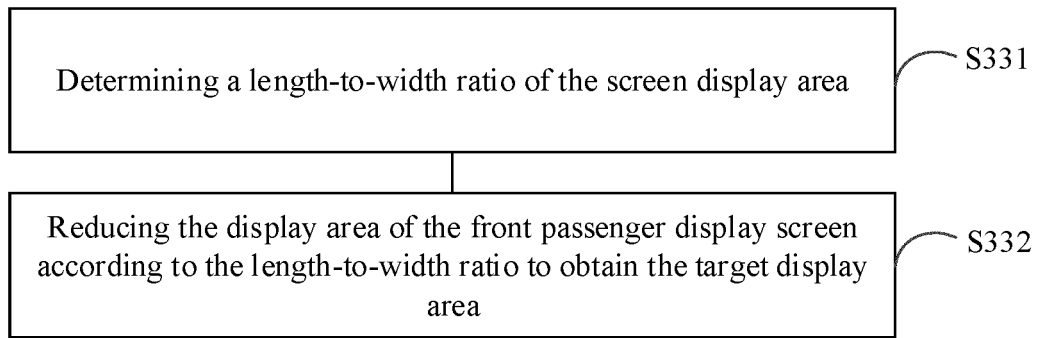 Determining a length-to-width ratio of the screen display area
S331
Reducing the display area of the front passenger display screen
according to the length-to-width ratio to obtain the target display
area
S332